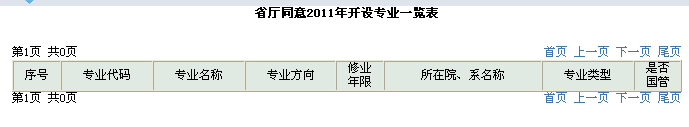 省厅同意2011年开设专业一览表
第1页 共0页 首页 上一页 下一页 尾页
序号 专业代码 专业名称 专业方向 修业年限 所在院、系名称 专业类型 是否国管
第1页 共0页 首页 上一页 下一页 尾页